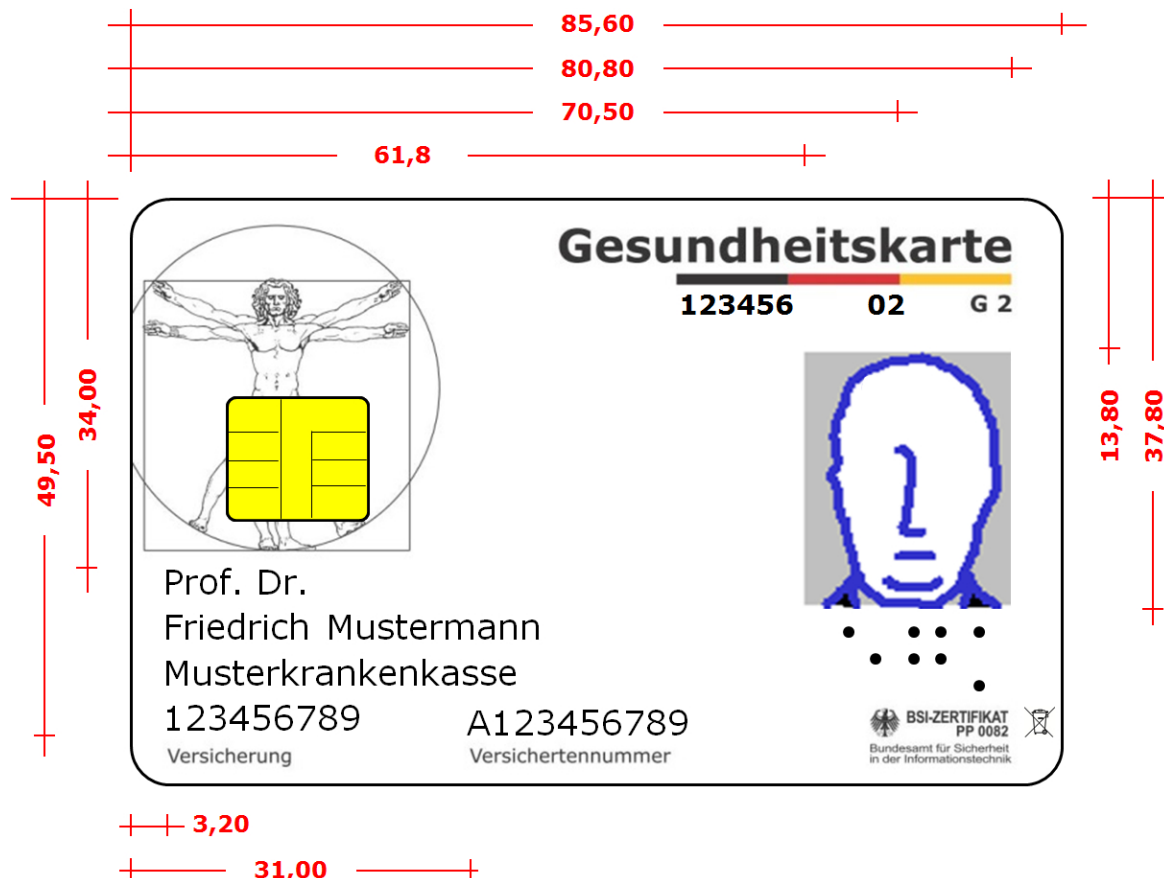 85,60
80,80
70,50
61,8
Gesundheitskarte
123456 02 G 2
34,00
49,50
13,80
37,80
Prof. Dr.
Friedrich Mustermann
Musterkrankenkasse
123456789 A123456789
Versicherung Versichertennummer
BSI-ZERTIFIKAT
PP 0082
Bundesamt für Sicherheit
in der Informationstechnik
3,20
31,00